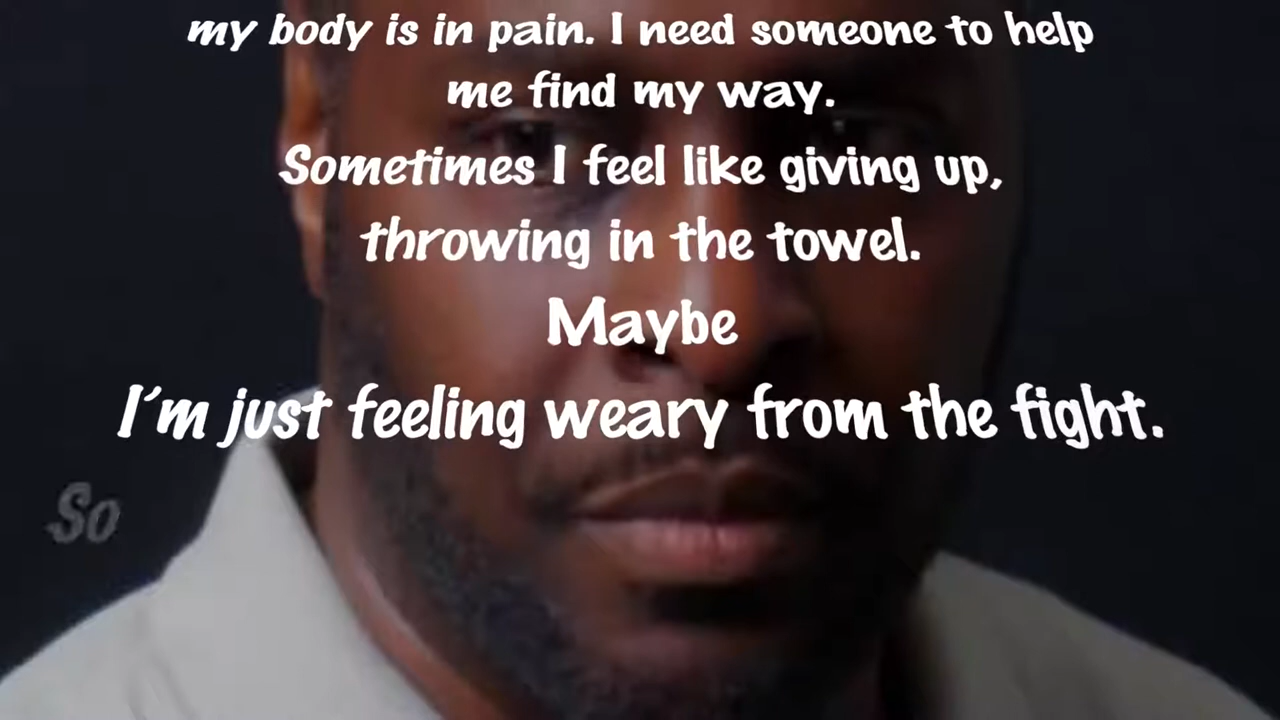 my body is in pain. I need someone to help
me find my way.
Sometimes I feel like giving up,
throwing in the towel.
Maybe
I'm just feeling weary from the fight.
So